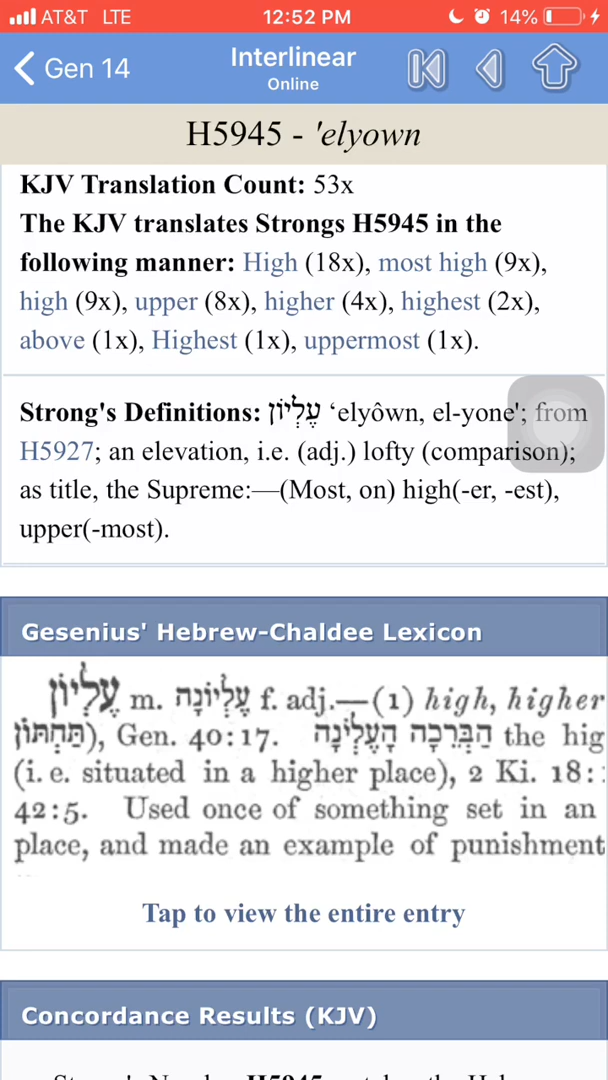 AT&T LTE 12:52 PM 14%
Gen 14 Interlinear
Online
H5945 - 'elyown
KJV Translation Count: 53x
The KJV translates Strongs H5945 in the
following manner: High (18x), most high (9x),
high (9x), upper (8x), higher (4x), highest (2x),
above (1x), Highest (1x), uppermost (1x).
Strong's Definitions: עֶלְיוֹן ʻelyôwn, el-yone'; from
H5927; an elevation, i.e. (adj.) lofty (comparison);
as title, the Supreme:—(Most, on) high(-er, -est),
upper(-most).
Gesenius' Hebrew-Chaldee Lexicon
עֶלְיוֹן m. עֶלְיוֹנָה f. adj.—(1) high, higher
תַּחְתּוֹן), Gen. 40:17. הַבְּרֵכָה הָעֶלְיֹנָה the hig
(i. e. situated in a higher place), 2 Ki. 18:
42:5. Used once of something set in an
place, and made an example of punishment
Tap to view the entire entry
Concordance Results (KJV)